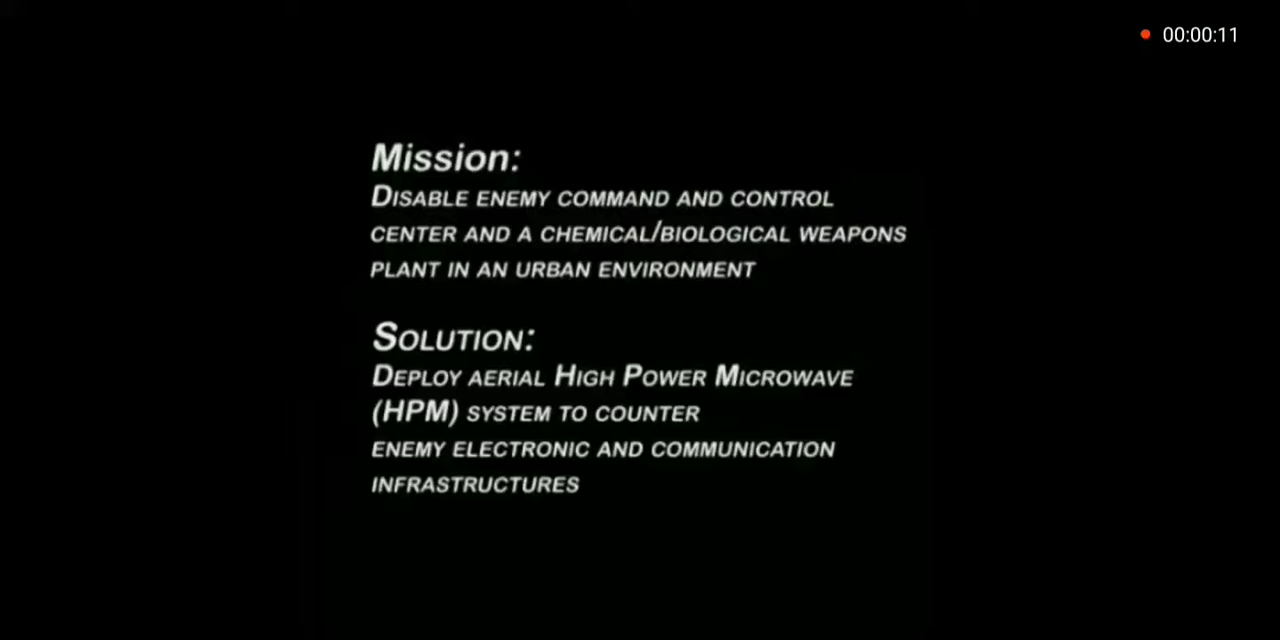 00:00:11
Mission:
DISABLE ENEMY COMMAND AND CONTROL
CENTER AND A CHEMICAL/BIOLOGICAL WEAPONS
PLANT IN AN URBAN ENVIRONMENT
SOLUTION:
DEPLOY AERIAL HIGH POWER MICROWAVE
(HPM) SYSTEM TO COUNTER
ENEMY ELECTRONIC AND COMMUNICATION
INFRASTRUCTURES